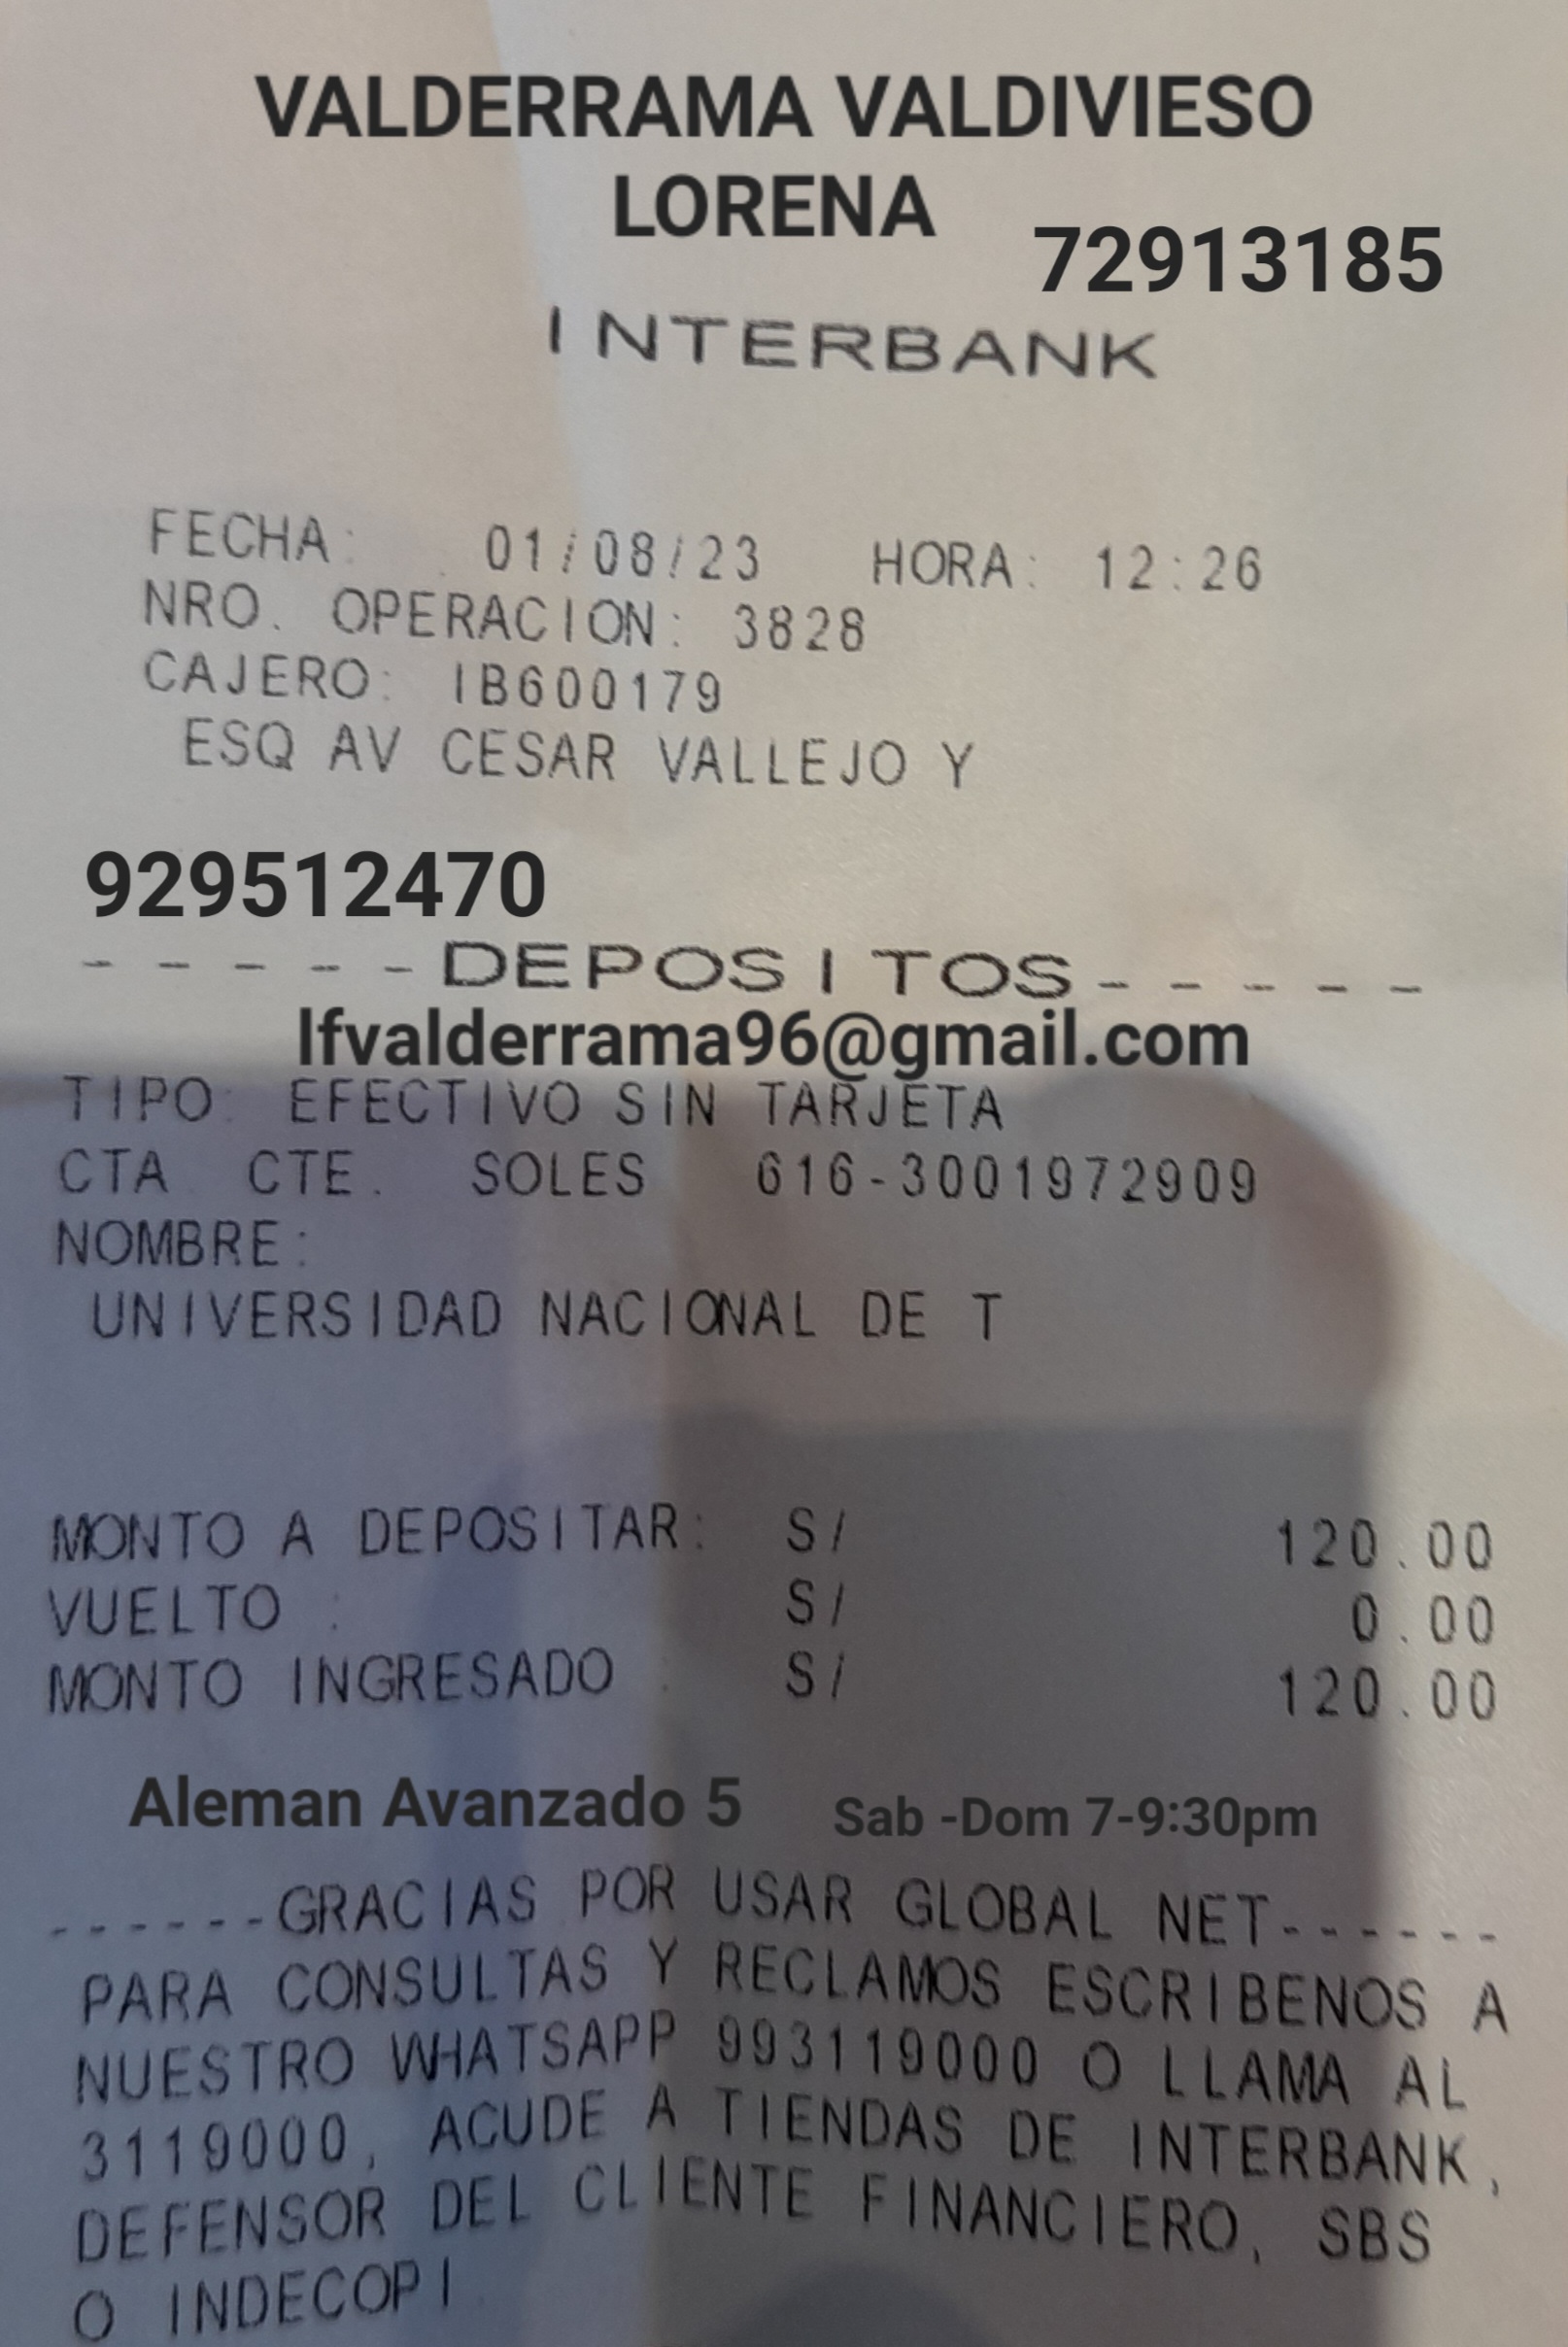 VALDERRAMA VALDIVIESO
LORENA
72913185
INTERBANK
FECHA: 01/08/23 HORA: 12:26
NRO. OPERACION: 3828
CAJERO: IB600179
ESQ AV CESAR VALLEJO Y
929512470
-----DEPOSITOS-----
lfvalderrama96@gmail.com
TIPO: EFECTIVO SIN TARJETA
CTA CTE. SOLES 616-3001972909
NOMBRE:
UNIVERSIDAD NACIONAL DE T
MONTO A DEPOSITAR: S/ 120.00
VUELTO : S/ 0.00
MONTO INGRESADO : S/ 120.00
Aleman Avanzado 5 Sab -Dom 7-9:30pm
------GRACIAS POR USAR GLOBAL NET------
PARA CONSULTAS Y RECLAMOS ESCRIBENOS A
NUESTRO WHATSAPP 993119000 O LLAMA AL
3119000, ACUDE A TIENDAS DE INTERBANK,
DEFENSOR DEL CLIENTE FINANCIERO, SBS
O INDECOPI